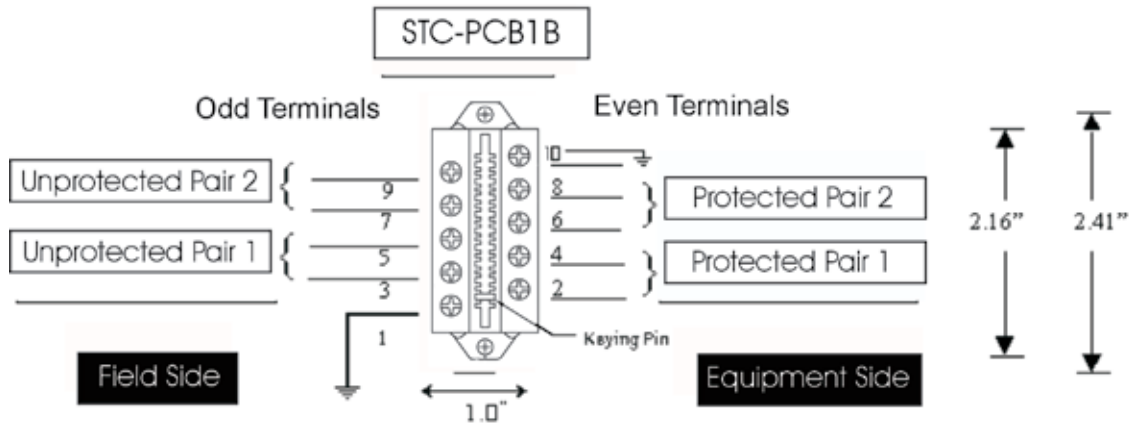 STC-PCB1B
Odd Terminals
Even Terminals
Unprotected Pair 2
9
7
Unprotected Pair 1
5
3
1
10
8
6
Protected Pair 2
4
2
Protected Pair 1
Keying Pin
Field Side
Equipment Side
1.0"
2.16”
2.41”